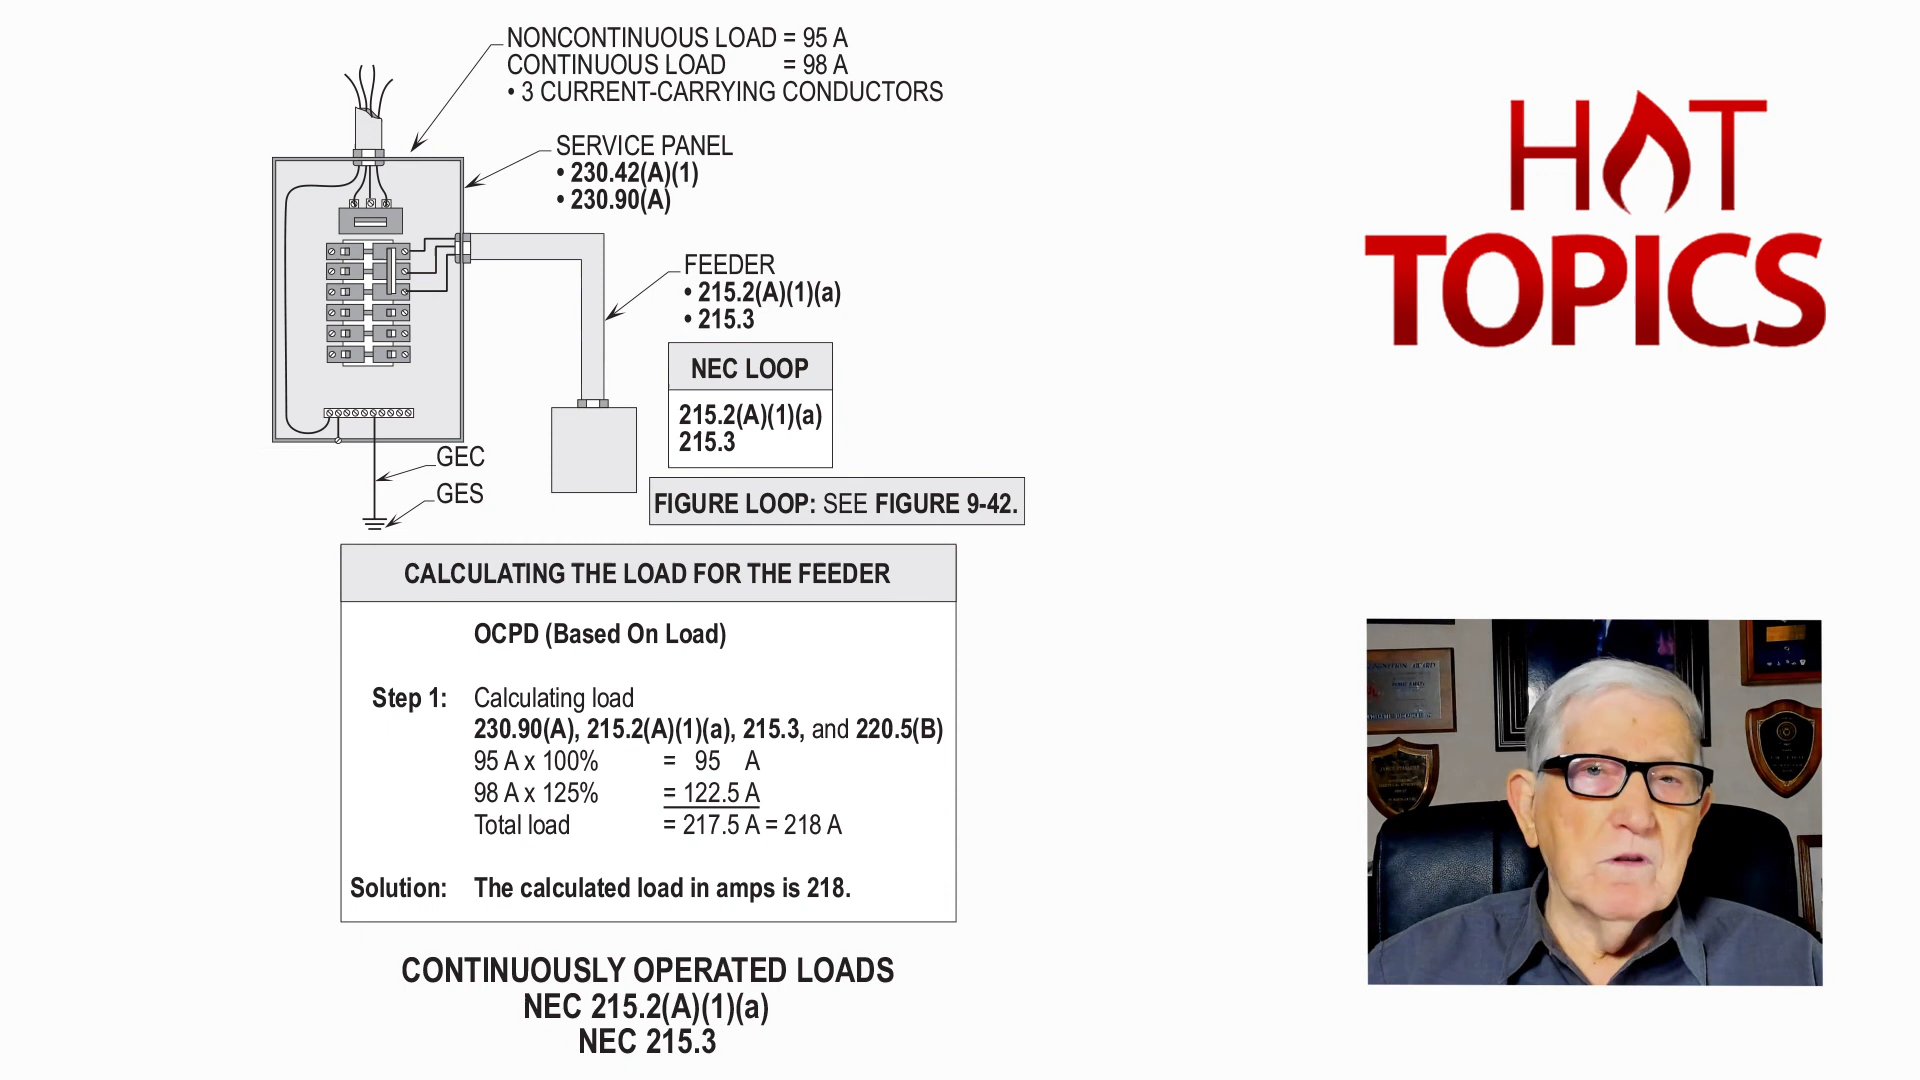 NONCONTINUOUS LOAD = 95 A
CONTINUOUS LOAD = 98 A
• 3 CURRENT-CARRYING CONDUCTORS
SERVICE PANEL
• 230.42(A)(1)
• 230.90(A)
FEEDER
• 215.2(A)(1)(a)
• 215.3
NEC LOOP
215.2(A)(1)(a)
215.3
GEC
GES
FIGURE LOOP: SEE FIGURE 9-42.
CALCULATING THE LOAD FOR THE FEEDER
OCPD (Based On Load)
Step 1: Calculating load
230.90(A), 215.2(A)(1)(a), 215.3, and 220.5(B)
95 A x 100% = 95 A
98 A x 125% = 122.5 A
Total load = 217.5 A = 218 A
Solution: The calculated load in amps is 218.
CONTINUOUSLY OPERATED LOADS
NEC 215.2(A)(1)(a)
NEC 215.3
HOT
TOPICS